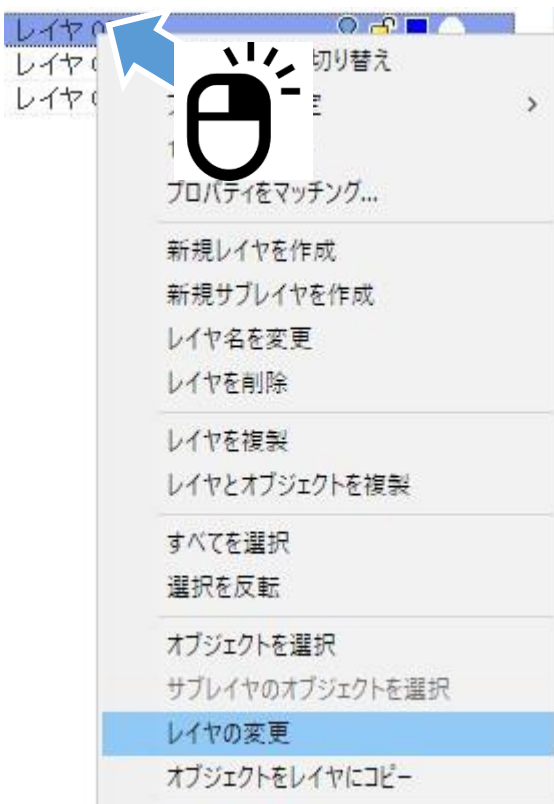 レイヤ 0
レイヤ
レイヤ
切り替え
プロパティをマッチング...
新規レイヤを作成
新規サブレイヤを作成
レイヤ名を変更
レイヤを削除
レイヤを複製
レイヤとオブジェクトを複製
すべてを選択
選択を反転
オブジェクトを選択
サブレイヤのオブジェクトを選択
レイヤの変更
オブジェクトをレイヤにコピー